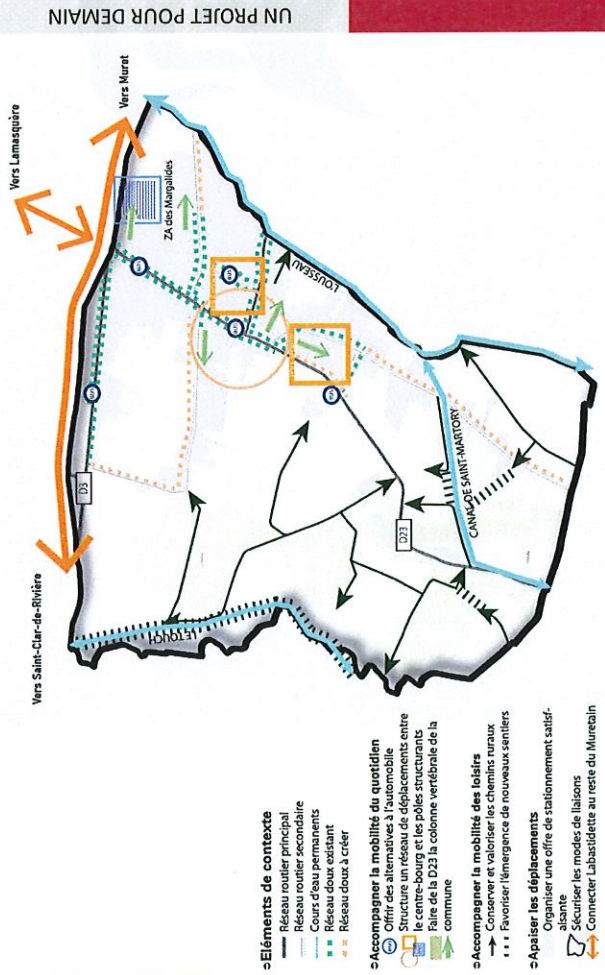 UN PROJET POUR DEMAIN
Vers Lamasquère
Vers Muret
Vers Saint-Clar-de-Rivière
ZA des Margalides
D3
L'OUSSEAU
LE TOUCH
D23
CANAL DE SAINT-MARTORY
Eléments de contexte
Réseau routier principal
Réseau routier secondaire
Cours d'eau permanents
Réseau doux existant
Réseau doux à créer
Accompagner la mobilité du quotidien
Offrir des alternatives à l'automobile
Structure un réseau de déplacements entre
le centre-bourg et les pôles structurants
Faire de la D23 la colonne vertébrale de la
commune
Accompagner la mobilité des loisirs
Conserver et valoriser les chemins ruraux
Favoriser l'émergence de nouveaux sentiers
Apaiser les déplacements
Organiser une offre de stationnement satisf-
aisante
Sécuriser les modes de liaisons
Connecter Labastidette au reste du Muretain